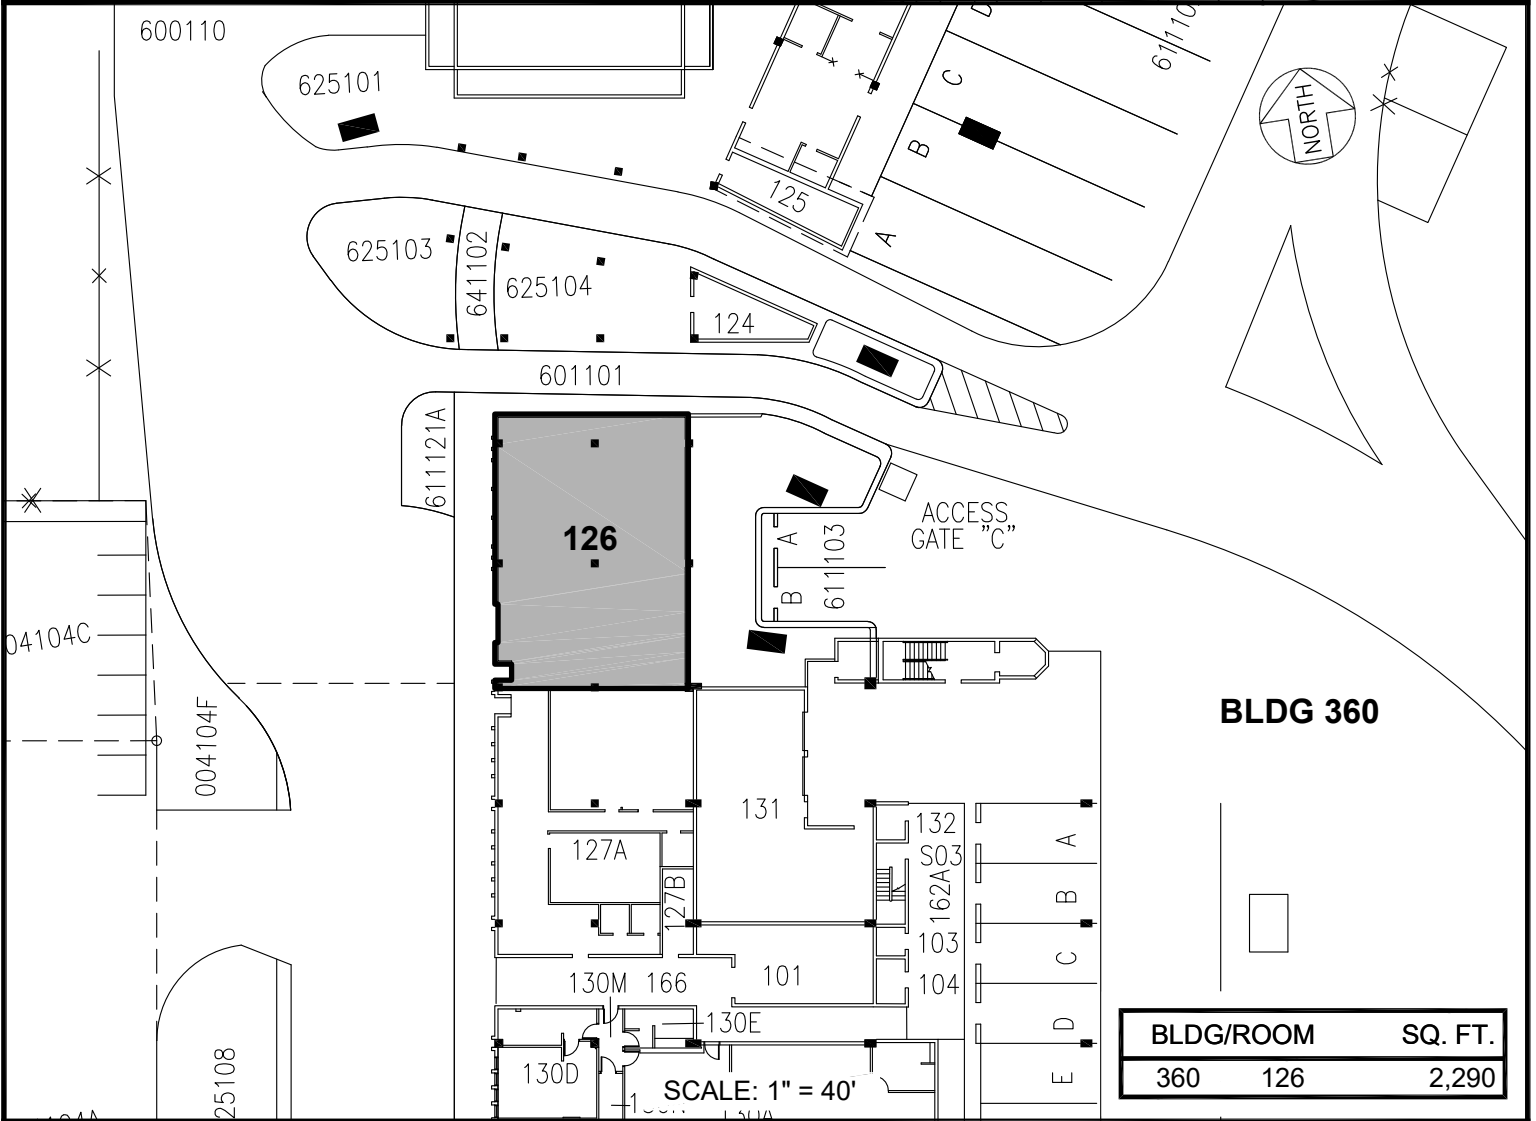 600110
625101
611102
D
C
B
A
NORTH
125
625103
641102
625104
124
601101
611121A
126
ACCESS
GATE "C"
A
B
611103
04104C
004104F
BLDG 360
131
132
S03
162A
103
104
127A
127B
101
130M
166
130E
130D
A
B
C
D
E
25108
SCALE: 1" = 40'
BLDG/ROOM SQ. FT.
360 126 2,290